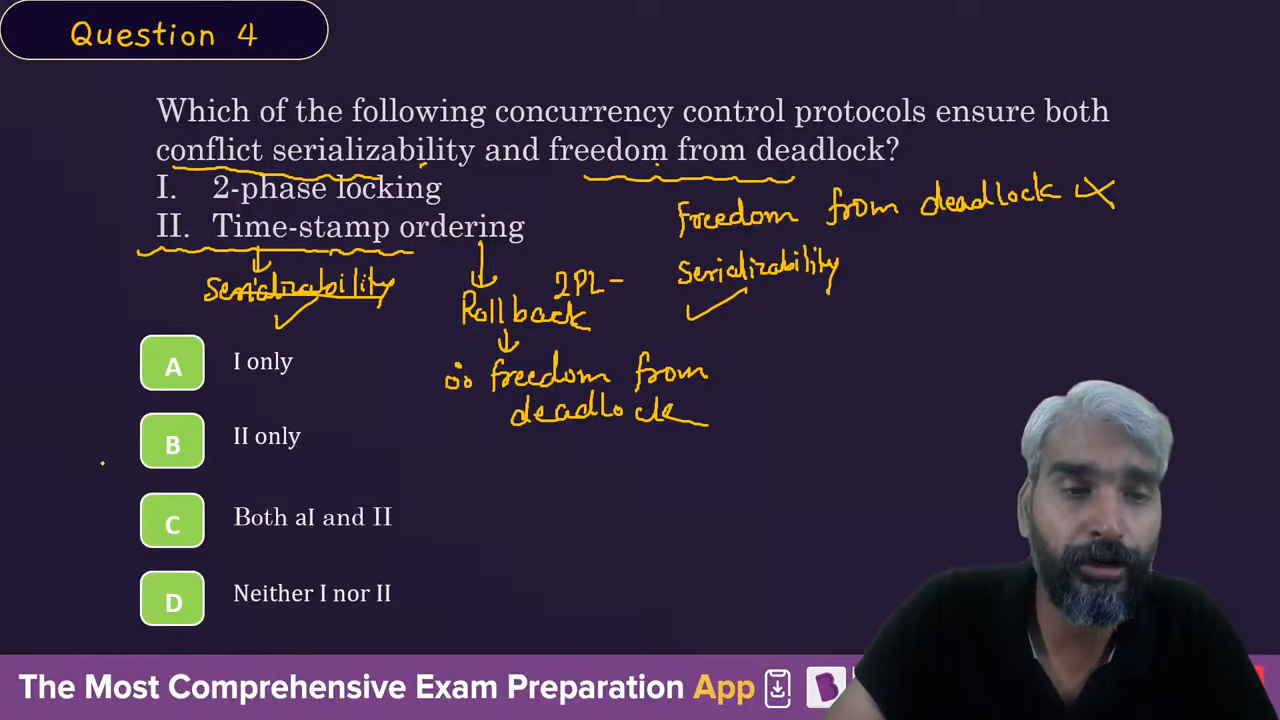 Question 4
Which of the following concurrency control protocols ensure both
conflict serializability and freedom from deadlock?
I. 2-phase locking
II. Time-stamp ordering
Freedom from deadlock
Serializability
2PL -
Serializability
Rollback
∴ freedom from
deadlock
A I only
B II only
C Both aI and II
D Neither I nor II
The Most Comprehensive Exam Preparation App